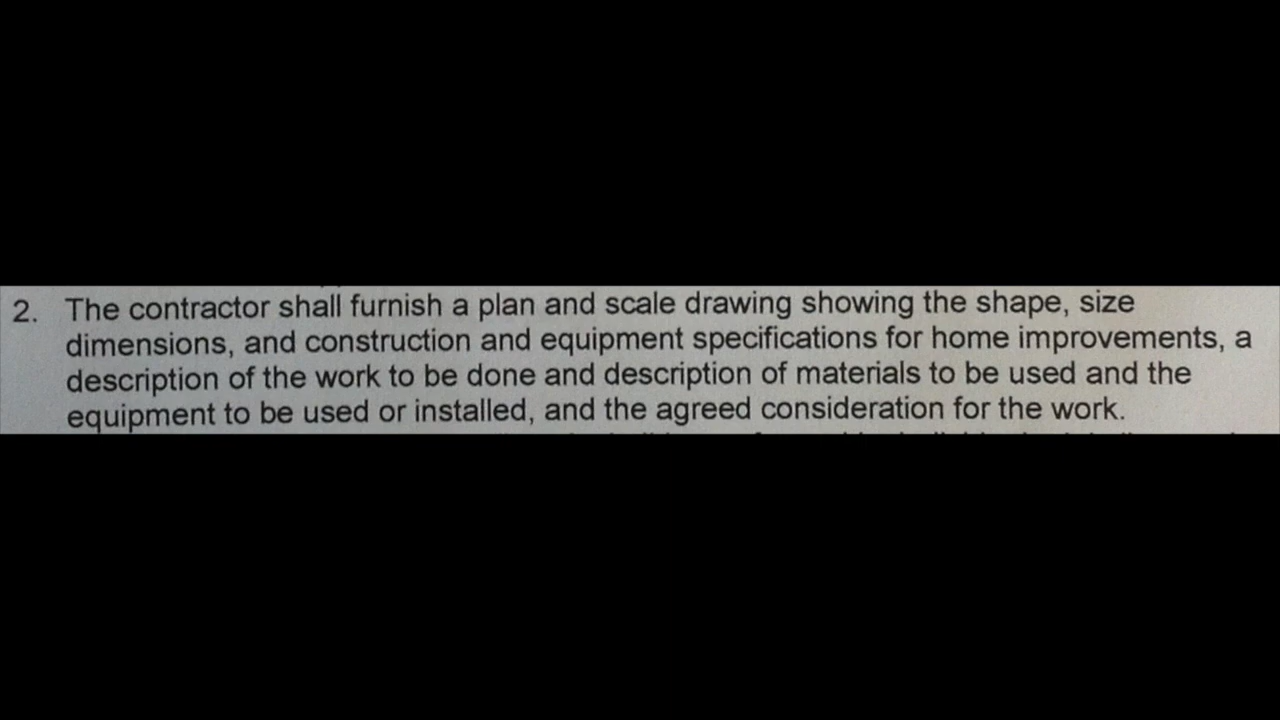 2. The contractor shall furnish a plan and scale drawing showing the shape, size
dimensions, and construction and equipment specifications for home improvements, a
description of the work to be done and description of materials to be used and the
equipment to be used or installed, and the agreed consideration for the work.